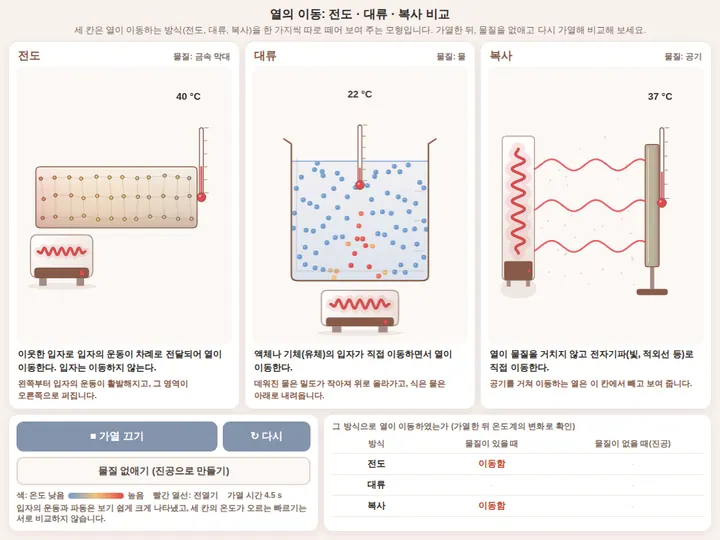 열의 이동: 전도 · 대류 · 복사 비교
세 칸은 열이 이동하는 방식(전도, 대류, 복사)을 한 가지씩 따로 떼어 보여 주는 모형입니다. 가열한 뒤, 물질을 없애고 다시 가열해 비교해 보세요.
전도
물질: 금속 막대
40 °C
이웃한 입자로 입자의 운동이 차례로 전달되어 열이
이동한다. 입자는 이동하지 않는다.
왼쪽부터 입자의 운동이 활발해지고, 그 영역이
오른쪽으로 퍼집니다.
대류
물질: 물
22 °C
액체나 기체(유체)의 입자가 직접 이동하면서 열이
이동한다.
데워진 물은 밀도가 작아져 위로 올라가고, 식은 물은
아래로 내려옵니다.
복사
물질: 공기
37 °C
열이 물질을 거치지 않고 전자기파(빛, 적외선 등)로
직접 이동한다.
공기를 거쳐 이동하는 열은 이 칸에서 빼고 보여 줍니다.
■ 가열 끄기
↻ 다시
물질 없애기 (진공으로 만들기)
색: 온도 낮음 높음 빨간 열선: 전열기 가열 시간 4.5 s
입자의 운동과 파동은 보기 쉽게 크게 나타냈고, 세 칸의 온도가 오르는 빠르기는
서로 비교하지 않습니다.
그 방식으로 열이 이동하였는가 (가열한 뒤 온도계의 변화로 확인)
방식 물질이 있을 때 물질이 없을 때(진공)
전도 이동함 -
대류 - -
복사 이동함 -